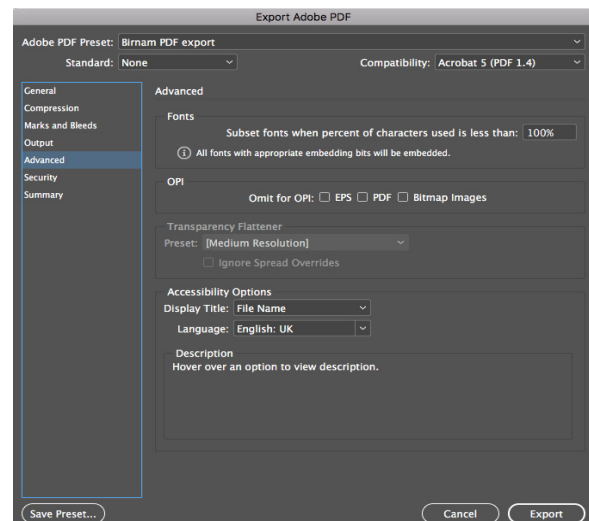 Export Adobe PDF
Adobe PDF Preset: Birnam PDF export
Standard: None Compatibility: Acrobat 5 (PDF 1.4)
General
Compression
Marks and Bleeds
Output
Advanced
Security
Summary
Advanced
Fonts
Subset fonts when percent of characters used is less than: 100%
All fonts with appropriate embedding bits will be embedded.
OPI
Omit for OPI: EPS PDF Bitmap Images
Transparency Flattener
Preset: [Medium Resolution]
Ignore Spread Overrides
Accessibility Options
Display Title: File Name
Language: English: UK
Description
Hover over an option to view description.
Save Preset... Cancel Export